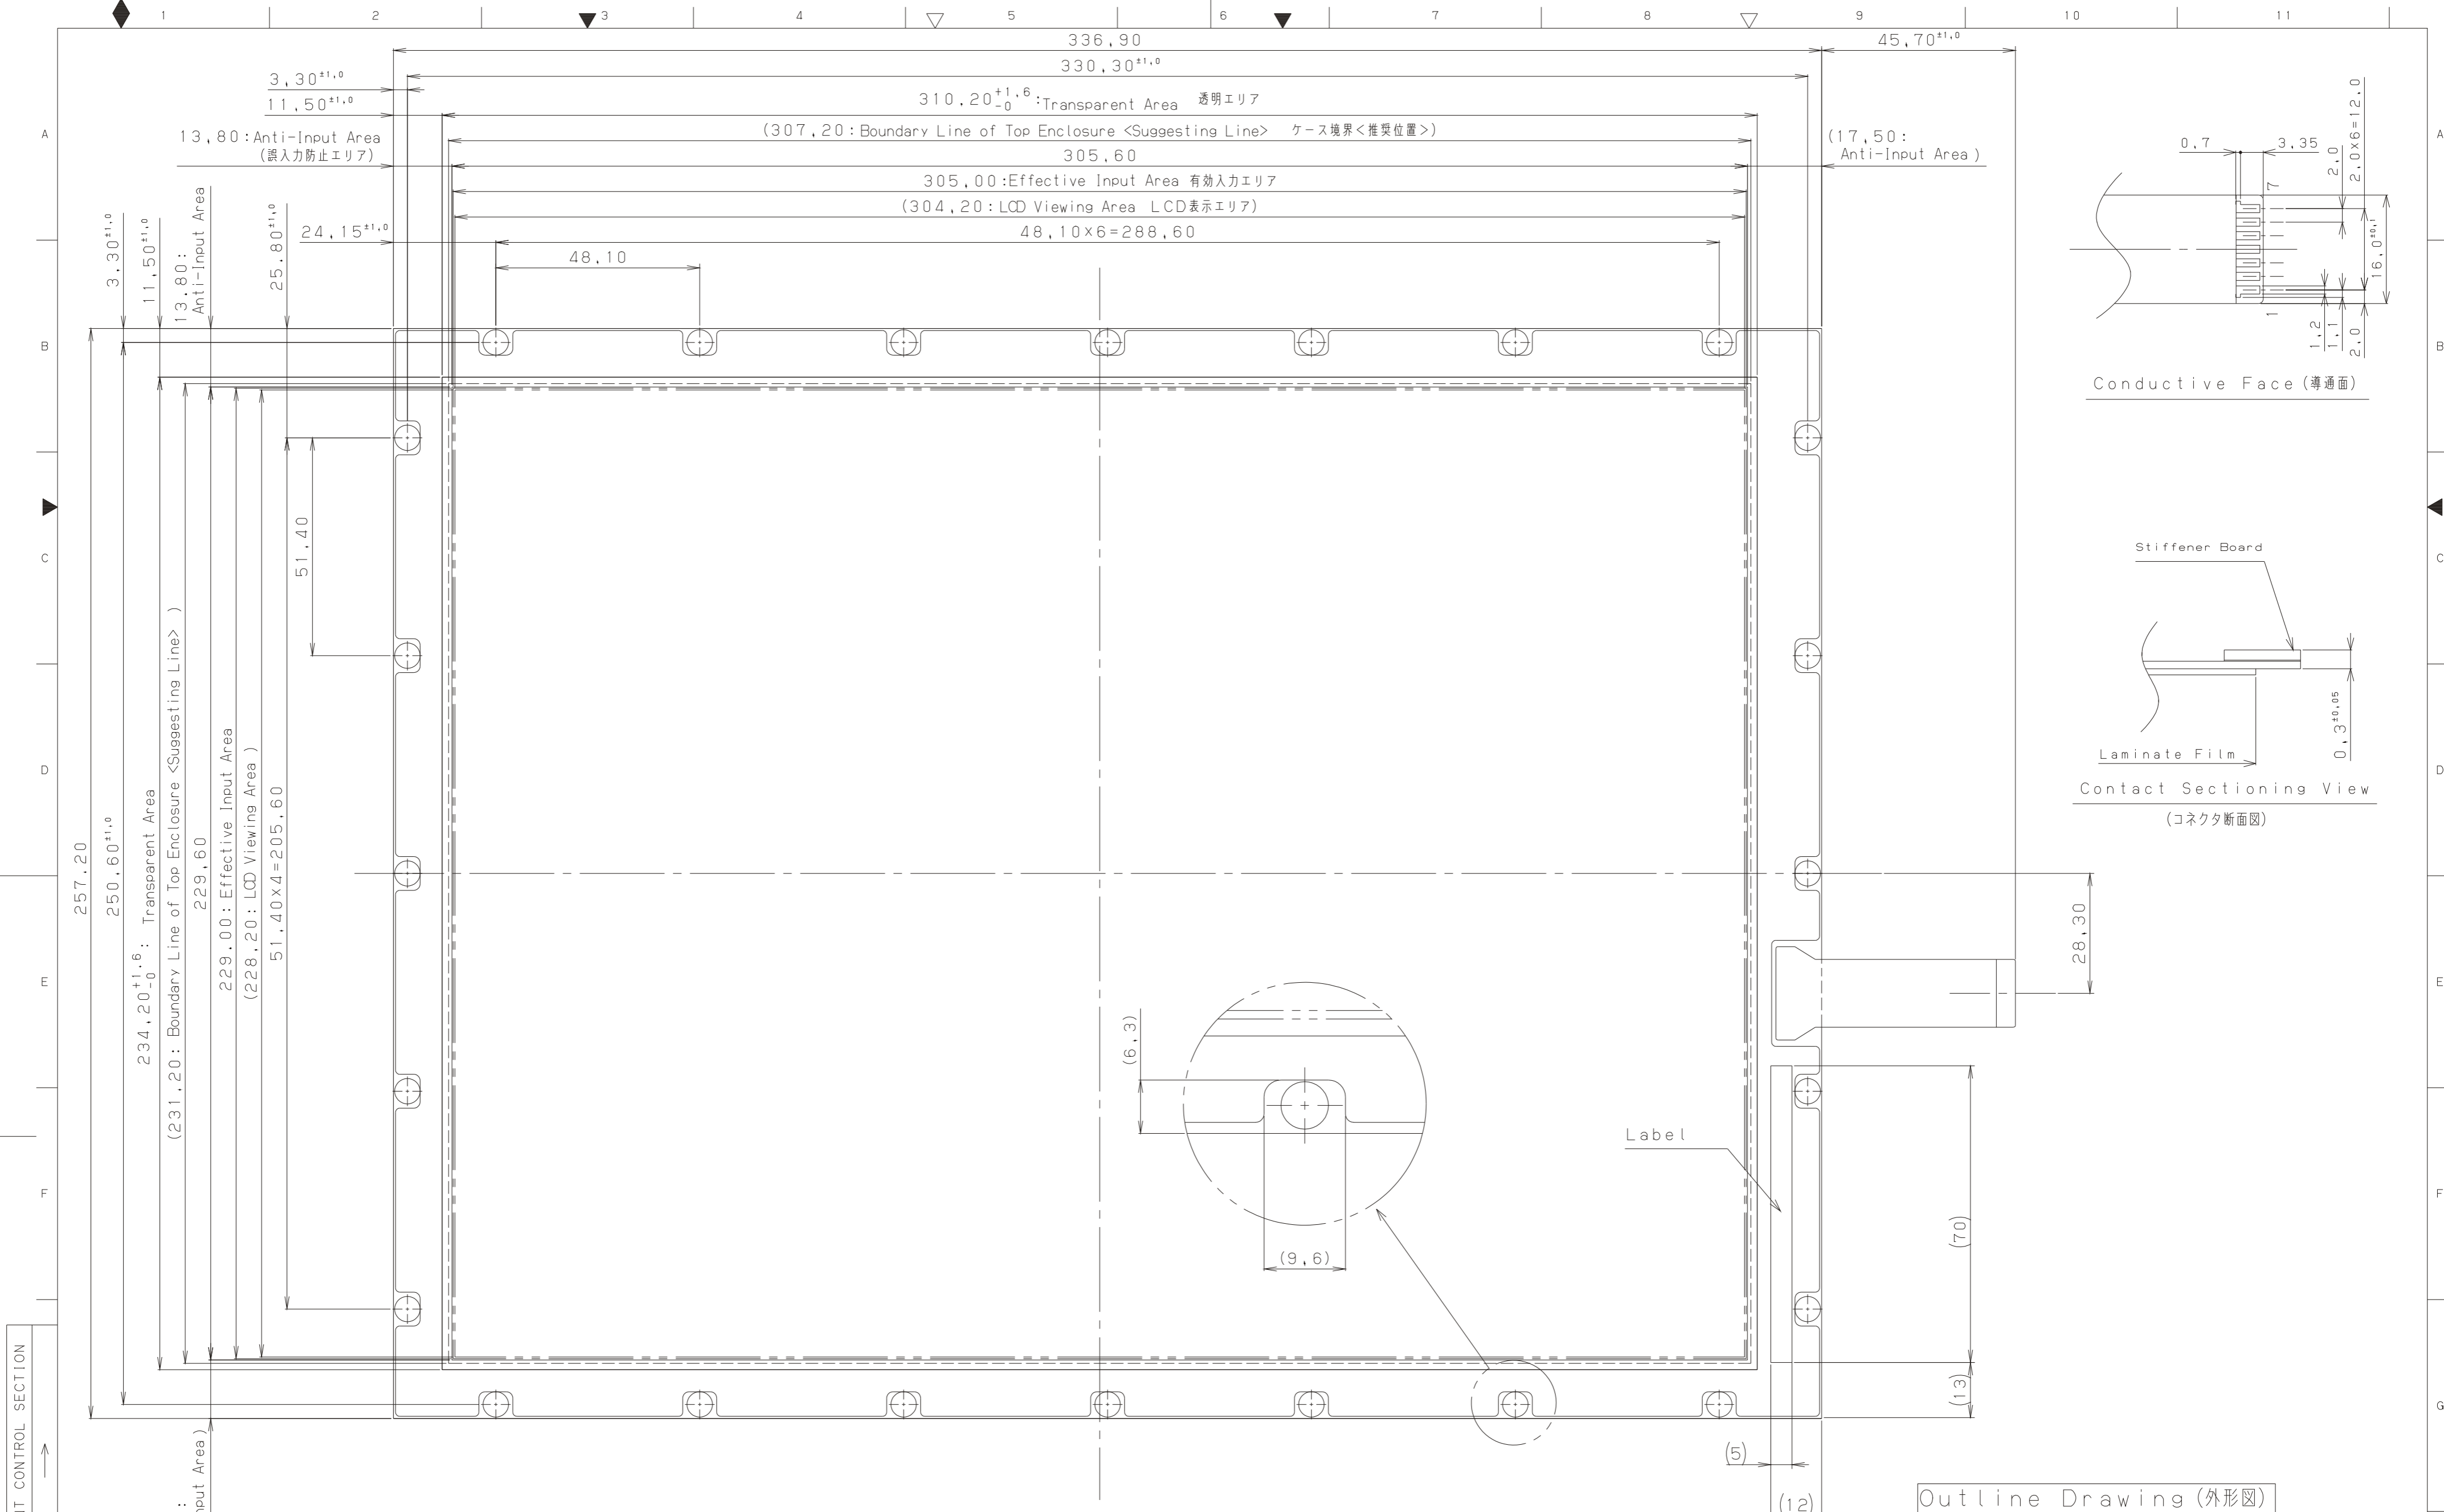 1 2 3 4 5 6 7 8 9 10 11
336,90
45,70±1,0
330,30±1,0
3,30±1,0
11,50±1,0
310,20+1,6 -0:Transparent Area 透明エリア
(307,20:Boundary Line of Top Enclosure <Suggesting Line> ケース境界<推奨位置>)
13,80:Anti-Input Area
(誤入力防止エリア)
305,60
(17,50:
Anti-Input Area)
305,00:Effective Input Area 有効入力エリア
(304,20:LCD Viewing Area LCD表示エリア)
24,15±1,0
48,10×6=288,60
48,10
3,30±1,0
11,50±1,0
13,80:
Anti-Input Area
25,80±1,0
51,40
257,20
250,60±1,0
234,20+1,6 -0: Transparent Area
(231,20: Boundary Line of Top Enclosure <Suggesting Line> )
229,60
229,00:Effective Input Area
(228,20:LCD Viewing Area )
51,40×4=205,60
A
B
C
D
E
F
0,7
3,35
2,0
2,0×6=12,0
16,0±0,1
7
1
1,2
1,1
2,0
Conductive Face(導通面)
Stiffener Board
Laminate Film
0,3±0,05
Contact Sectioning View
(コネクタ断面図)
28,30
(6,3)
(9,6)
Label
(70)
(13)
(5)
(12)
A
B
C
D
E
F
G
NT CONTROL SECTION
nput Area)
:
Outline Drawing(外形図)